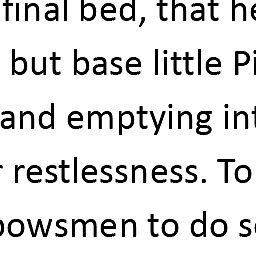 final bed, that he
but base little Pi
and emptying int
restlessness. To
bowsmen to do s